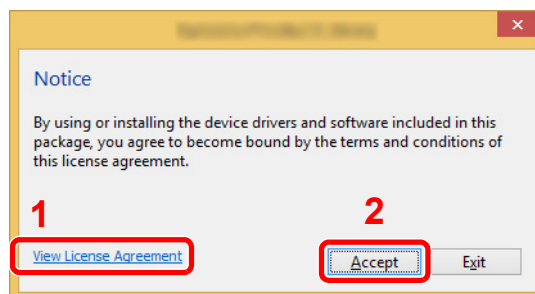 Notice
By using or installing the device drivers and software included in this
package, you agree to become bound by the terms and conditions of
this license agreement.
1
2
View License Agreement
Accept
Exit